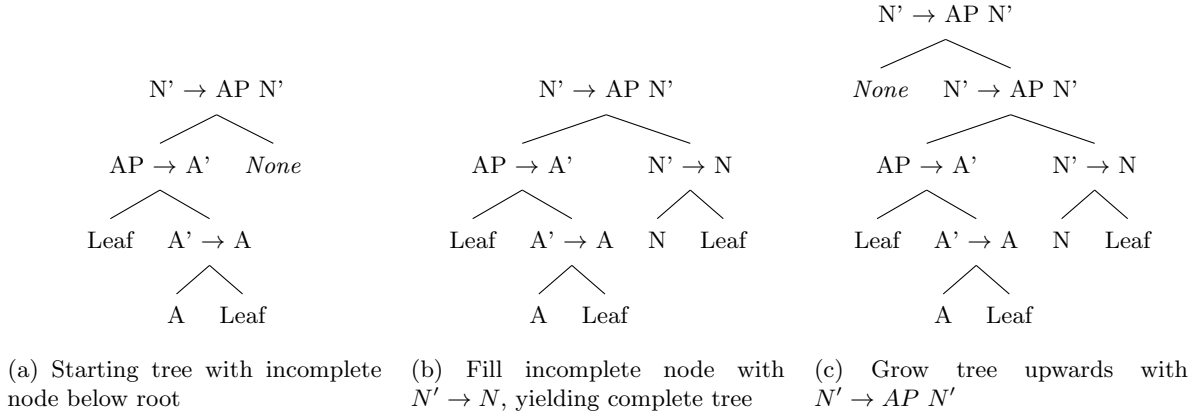 N' → AP N'
None N' → AP N'
AP → A' N' → N
Leaf A' → A N Leaf
A Leaf
(c) Grow tree upwards with
N′ → AP N′
N' → AP N'
AP → A' None
Leaf A' → A
A Leaf
(a) Starting tree with incomplete
node below root
N' → AP N'
AP → A' N' → N
Leaf A' → A N Leaf
A Leaf
(b) Fill incomplete node with
N′ → N, yielding complete tree